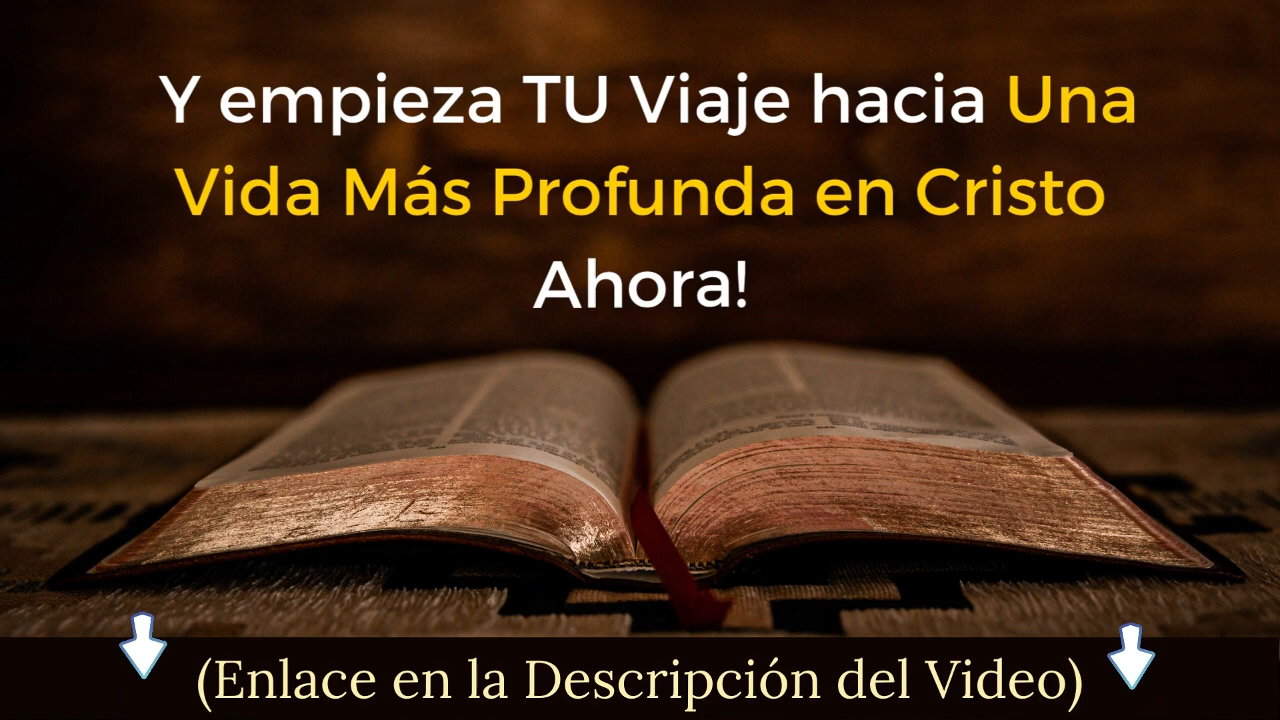 Y empieza TU Viaje hacia Una
Vida Más Profunda en Cristo
Ahora!
(Enlace en la Descripción del Video)